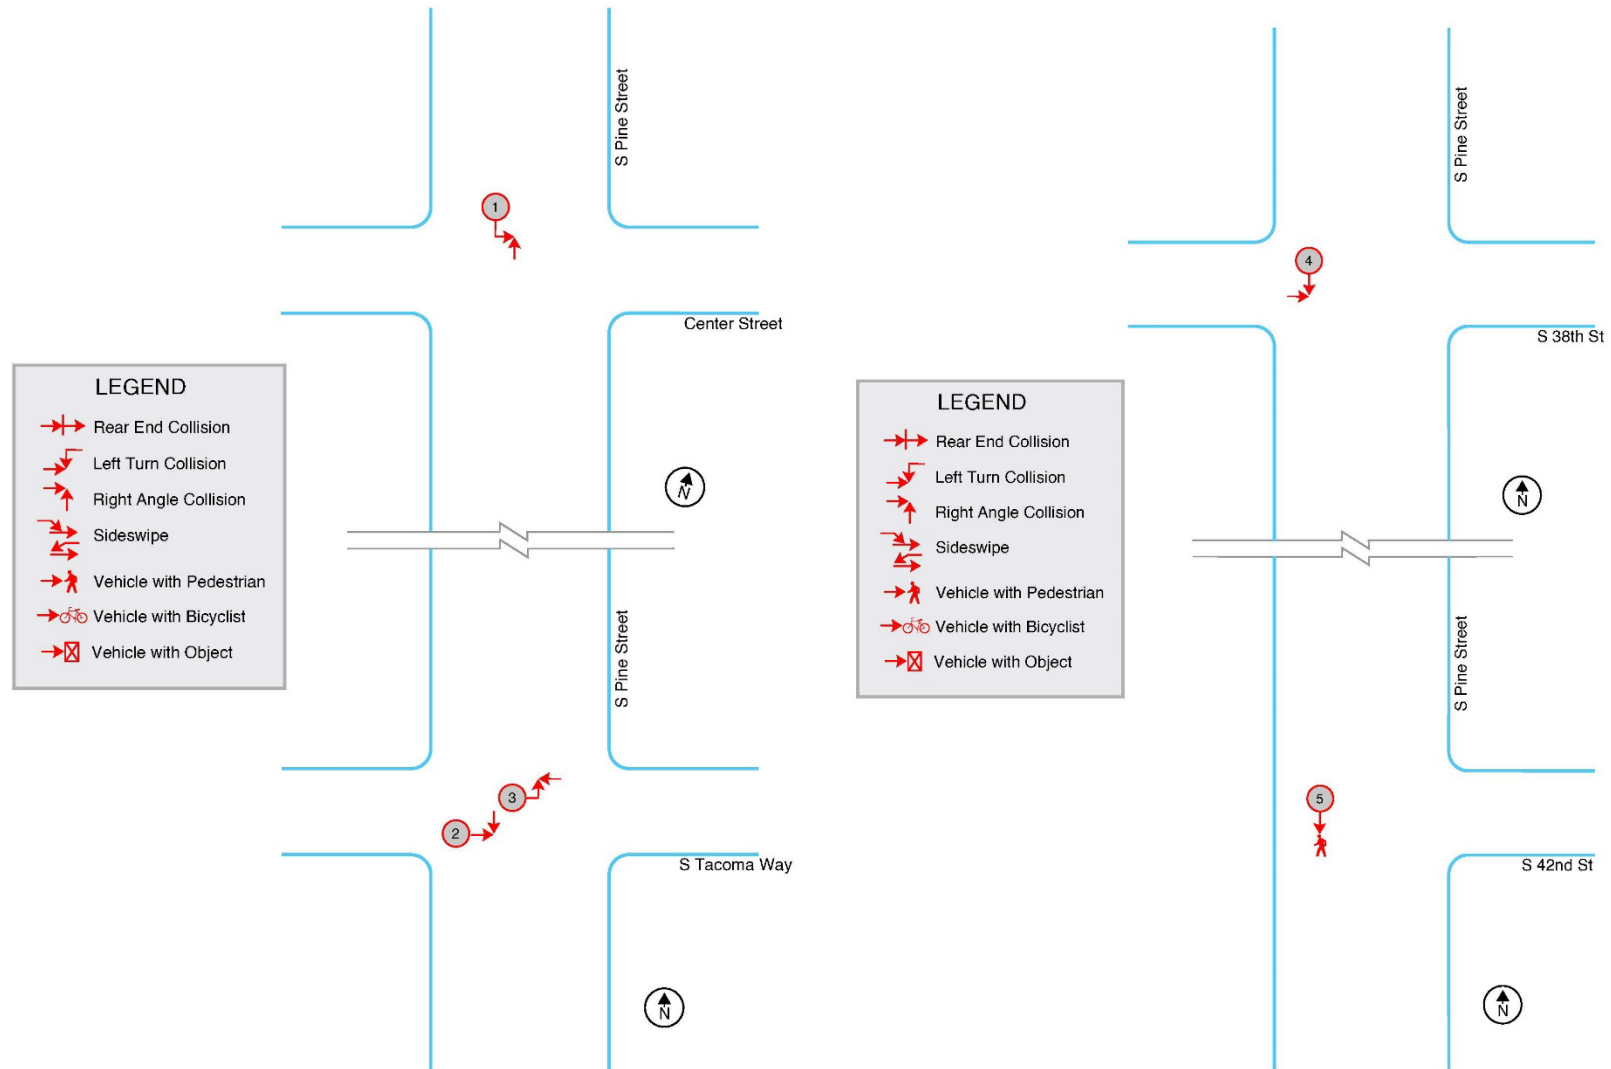 S Pine Street
1
Center Street
LEGEND
Rear End Collision
Left Turn Collision
Right Angle Collision
Sideswipe
Vehicle with Pedestrian
Vehicle with Bicyclist
Vehicle with Object
N
S Pine Street
3
2
S Tacoma Way
N
S Pine Street
4
S 38th St
LEGEND
Rear End Collision
Left Turn Collision
Right Angle Collision
Sideswipe
Vehicle with Pedestrian
Vehicle with Bicyclist
Vehicle with Object
N
S Pine Street
5
S 42nd St
N